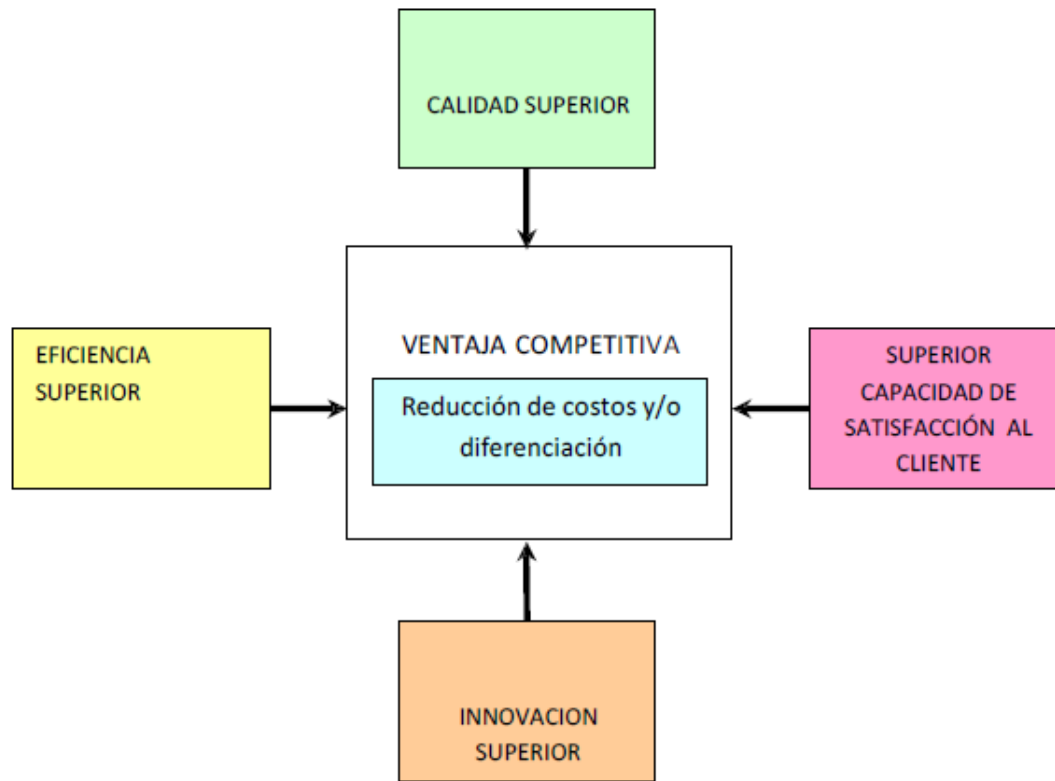 CALIDAD SUPERIOR
VENTAJA COMPETITIVA
Reducción de costos y/o
diferenciación
EFICIENCIA
SUPERIOR
SUPERIOR
CAPACIDAD DE
SATISFACCIÓN AL
CLIENTE
INNOVACION
SUPERIOR